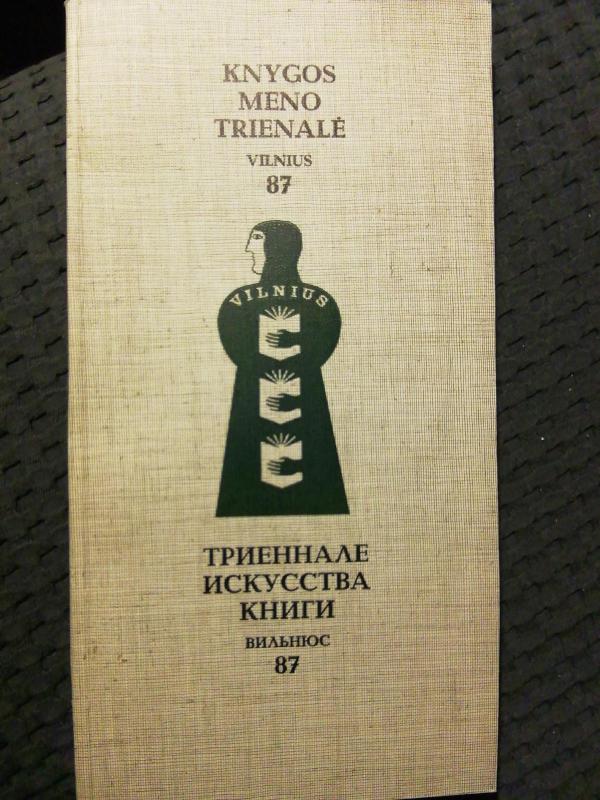 KNYGOS
MENO
TRIENALĖ
VILNIUS
87
VILNIUS
ТРИЕННАЛЕ
ИСКУССТВА
КНИГИ
ВИЛЬНЮС
87